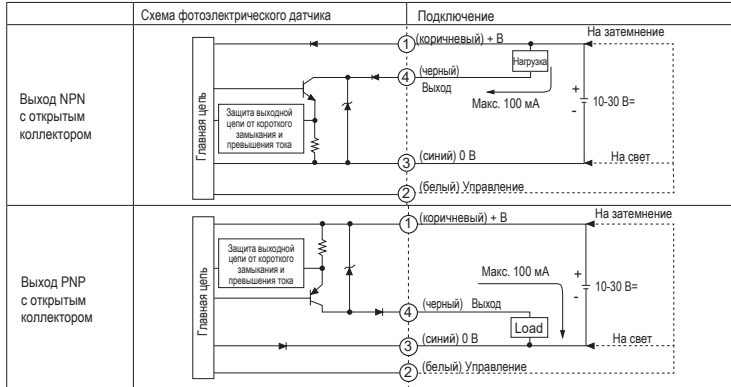 Схема фотоэлектрического датчика
Подключение
Выход NPN
с открытым
коллектором
Главная цепь
Защита выходной
цепи от короткого
замыкания и
превышения тока
1
(коричневый) + В
На затемнение
4
(черный)
Выход
Нагрузка
Макс. 100 мА
+
-
10-30 В=
3
(синий) 0 В
На свет
2
(белый) Управление
Выход PNP
с открытым
коллектором
Главная цепь
Защита выходной
цепи от короткого
замыкания и
превышения тока
1
(коричневый) + В
На затемнение
Макс. 100 мА
+
-
10-30 В=
4
(черный) Выход
Load
3
(синий) 0 В
На свет
2
(белый) Управление